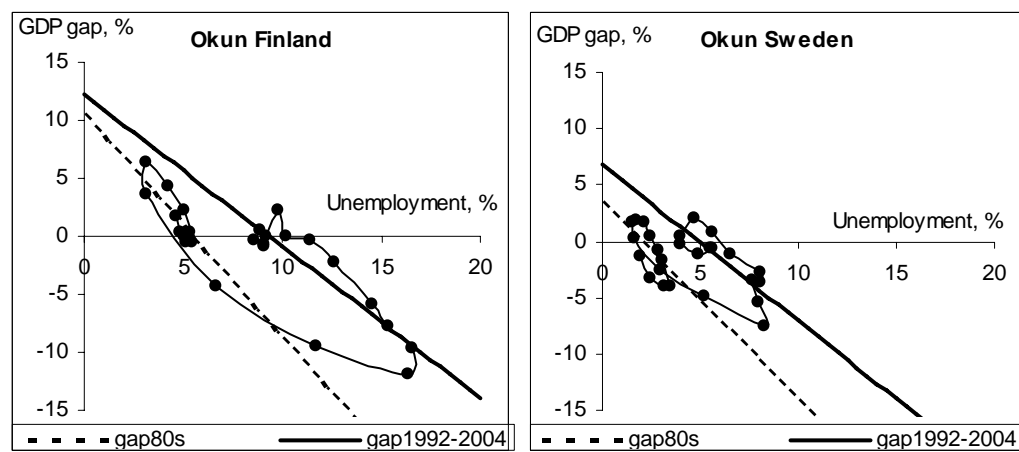 GDP gap, %
Okun Finland
15
10
5
0
-5
-10
-15
Unemployment, %
0 5 10 15 20
gap80s gap1992-2004
GDP gap, %
Okun Sweden
15
10
5
0
-5
-10
-15
Unemployment, %
0 5 10 15 20
gap80s gap1992-2004